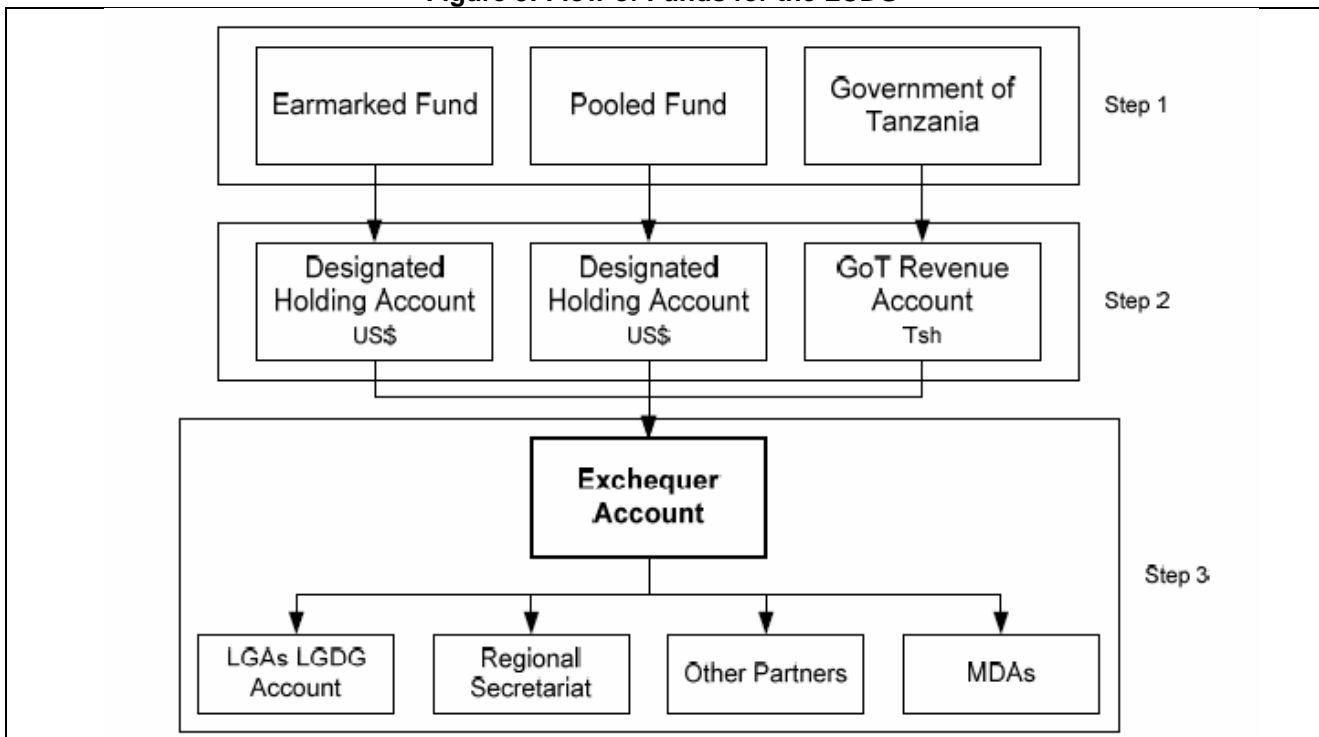 Figure Flow of Funds for the
Earmarked Fund
Pooled Fund
Government of
Tanzania
Step 1
Designated
Holding Account
US$
Designated
Holding Account
US$
GoT Revenue
Account
Tsh
Step 2
Exchequer
Account
Step 3
LGAs LGDG
Account
Regional
Secretariat
Other Partners
MDAs